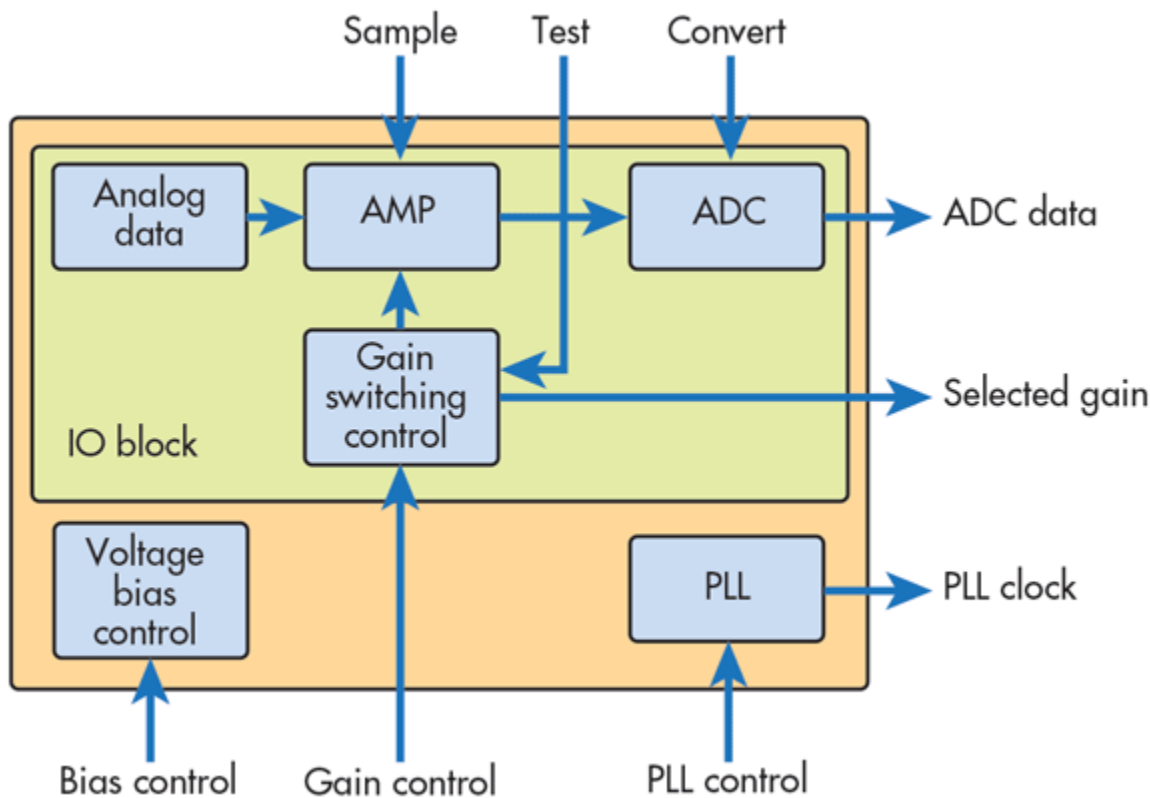 Sample
Test
Convert
Analog
data
AMP
ADC
ADC data
Gain
switching
control
Selected gain
IO block
Voltage
bias
control
PLL
PLL clock
Bias control
Gain control
PLL control